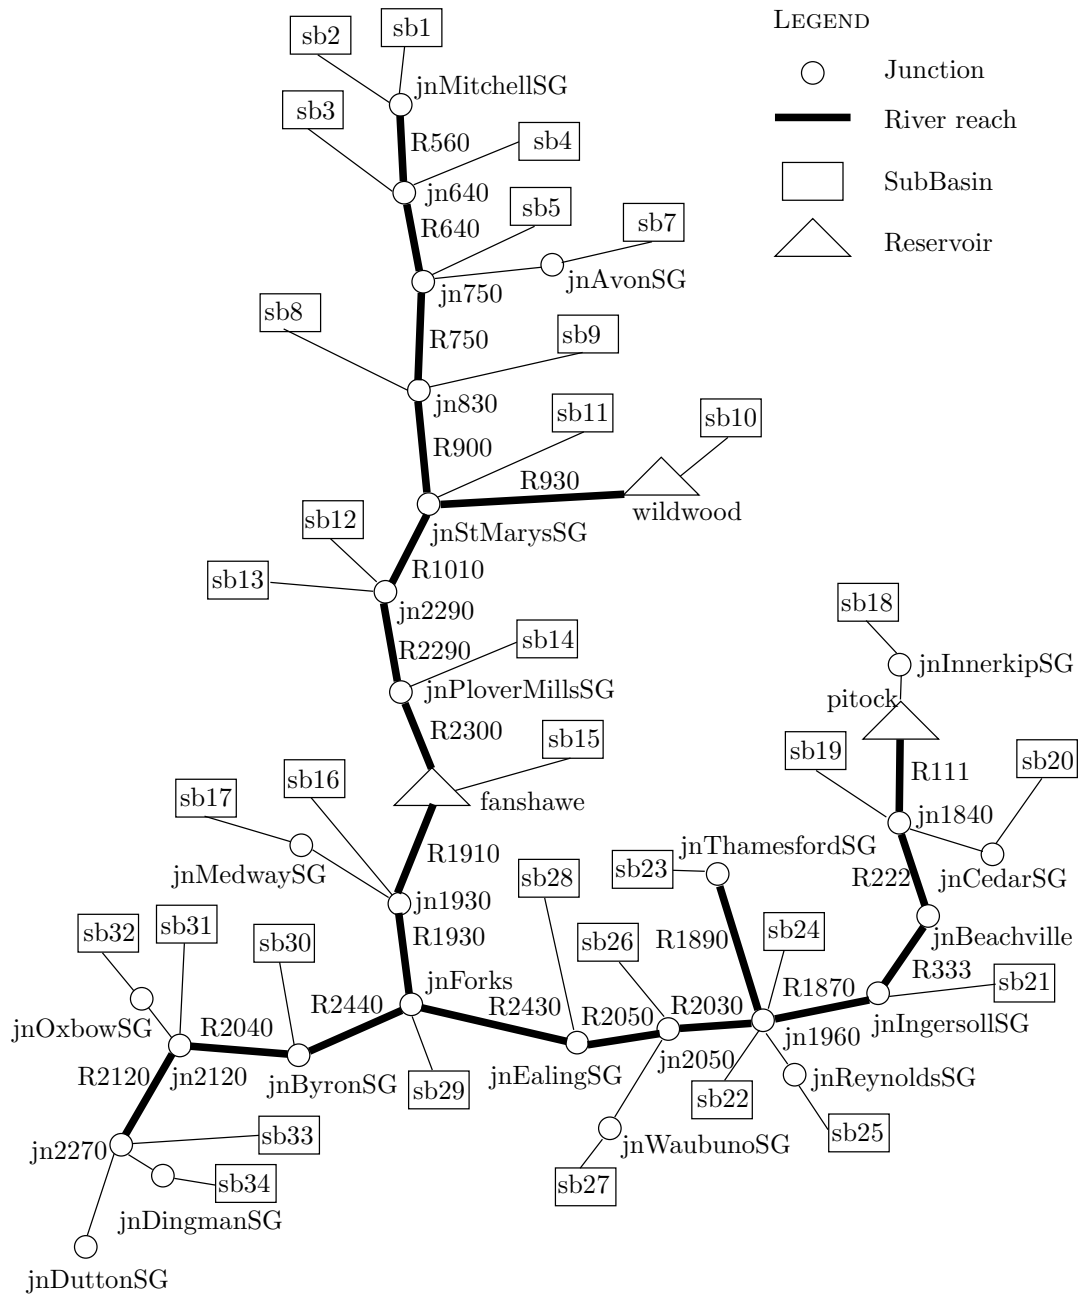 LEGEND
Junction
River reach
SubBasin
Reservoir
sb1
sb2
jnMitchellSG
sb3
R560
sb4
jn640
sb5
R640
sb7
jnAvonSG
jn750
sb8
R750
sb9
jn830
sb11
sb10
R900
R930
wildwood
sb12
jnStMarysSG
sb13
R1010
jn2290
sb14
R2290
jnPloverMillsSG
R2300
sb15
fanshawe
sb16
sb17
jnMedwaySG
R1910
jn1930
R1930
sb18
jnInnerkipSG
pitock
sb19
R111
sb20
jn1840
R222
jnCedarSG
jnBeachville
R333
sb21
jnIngersollSG
jnThamesfordSG
sb23
R1890
sb24
R1870
jn1960
sb28
sb26
R2030
R2050
jn2050
sb22
jnReynoldsSG
sb25
jnWaubunoSG
sb27
R2430
jnEalingSG
jnForks
sb29
sb30
R2440
jnByronSG
sb31
sb32
jnOxbowSG
R2040
jn2120
R2120
jn2270
sb33
sb34
jnDingmanSG
jnDuttonSG